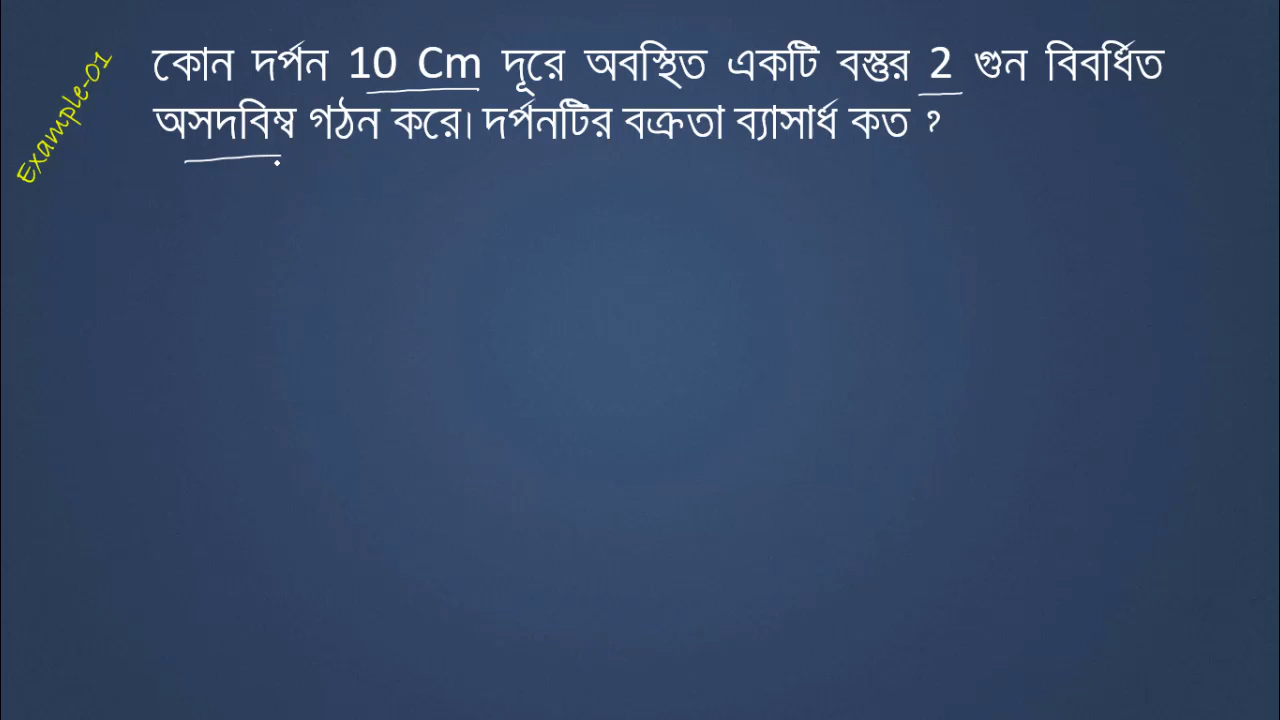 Example-01
কোন দর্পন 10 Cm দূরে অবস্থিত একটি বস্তুর 2 গুন বিবর্ধিত
অসদবিম্ব গঠন করে। দর্পনটির বক্রতা ব্যাসার্ধ কত ?